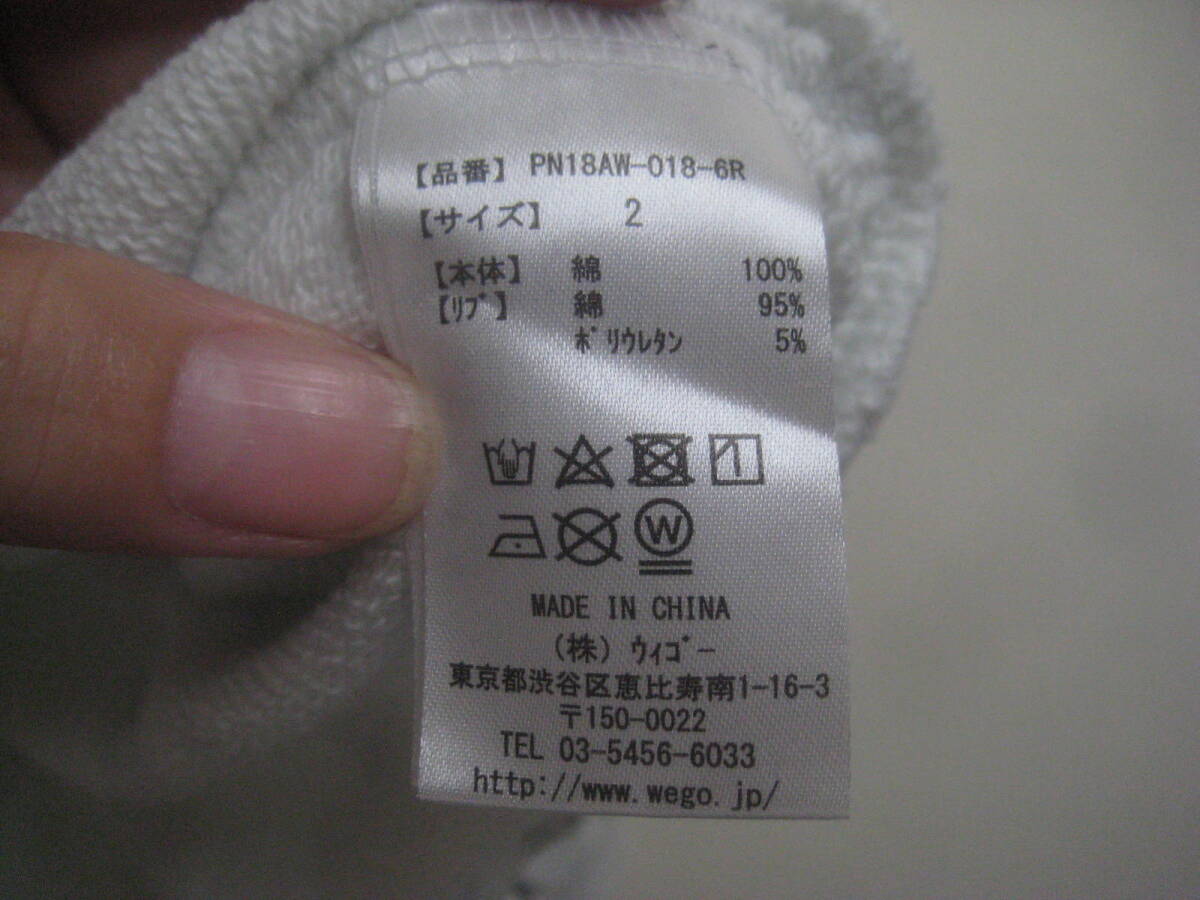 【品番】 PN18AW-018-6R
【サイズ】 2
【本体】 綿 100%
【ﾘﾌﾞ】 綿 95%
ﾎﾟﾘｳﾚﾀﾝ 5%
W
MADE IN CHINA
(株) ｳｨｺﾞｰ
東京都渋谷区恵比寿南1-16-3
〒150-0022
TEL 03-5456-6033
http://www.wego.jp/